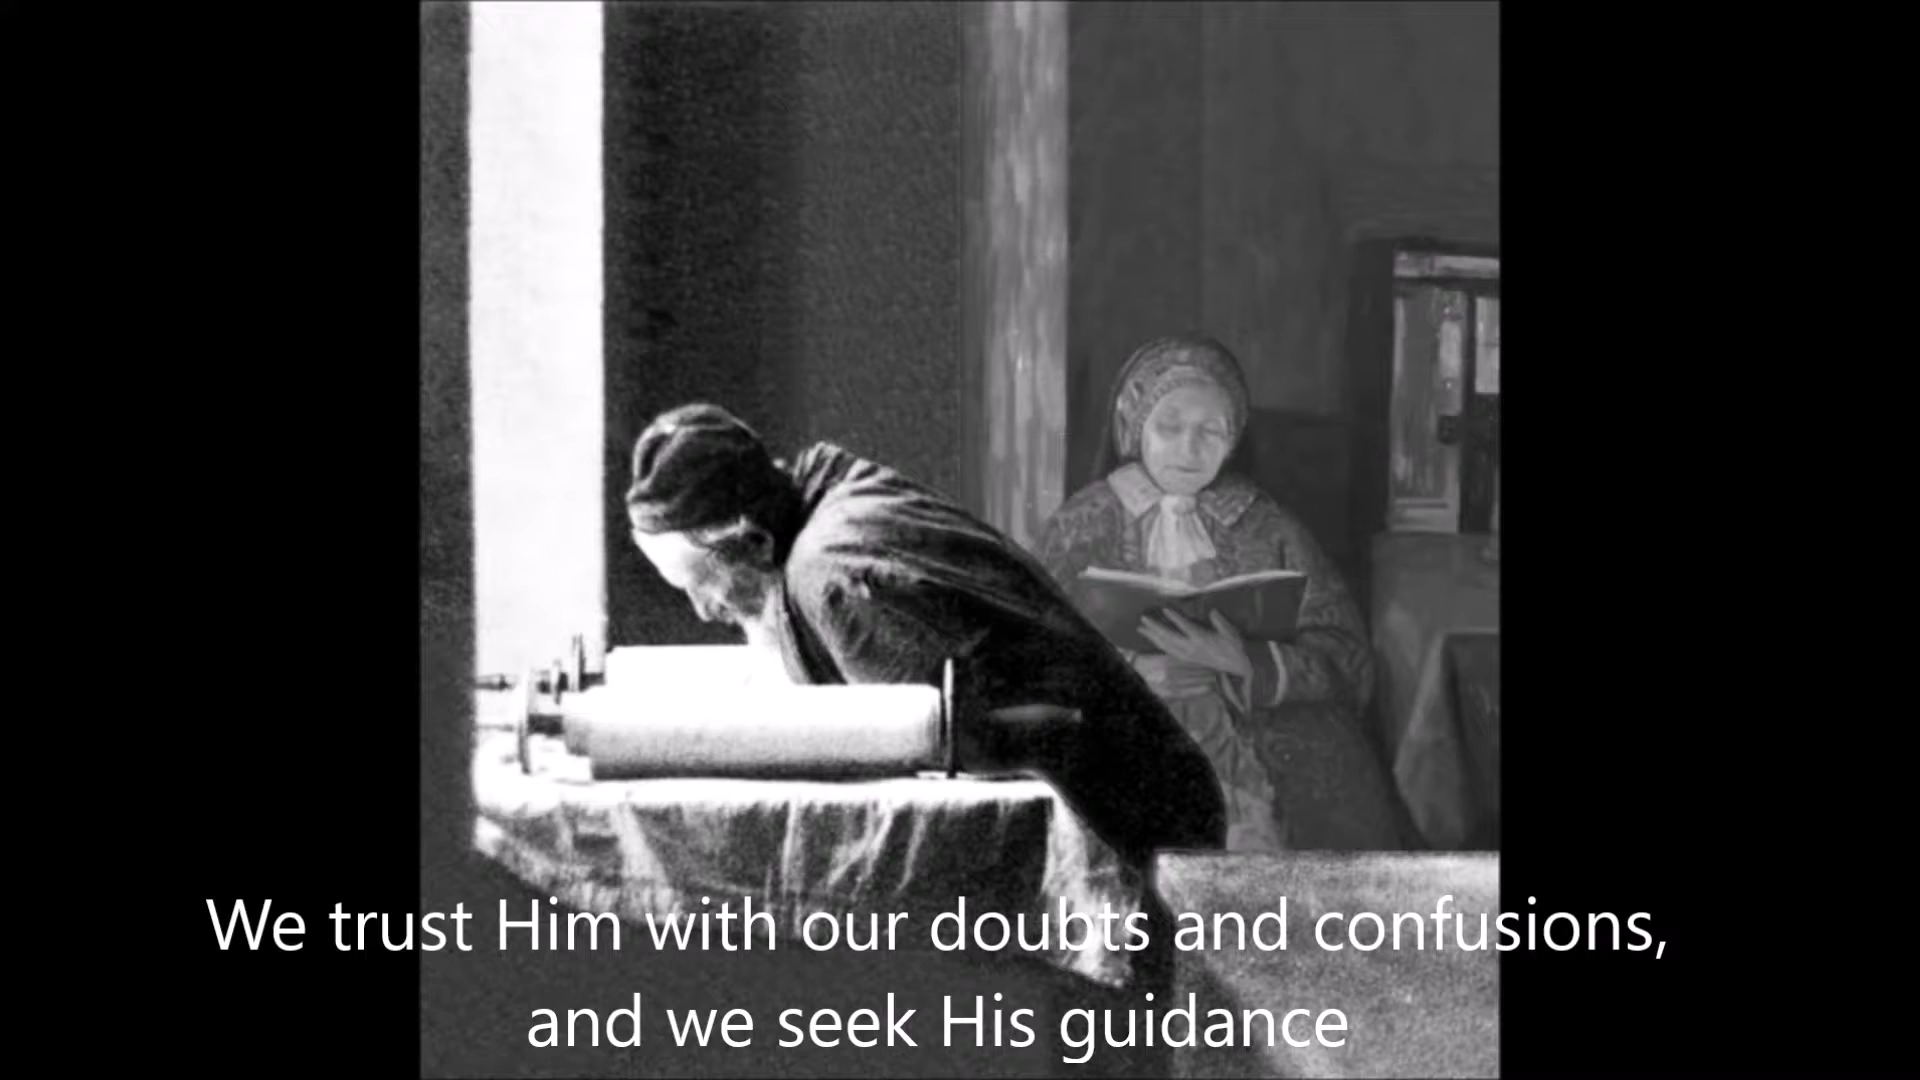 We trust Him with our doubts and confusions,
and we seek His guidance